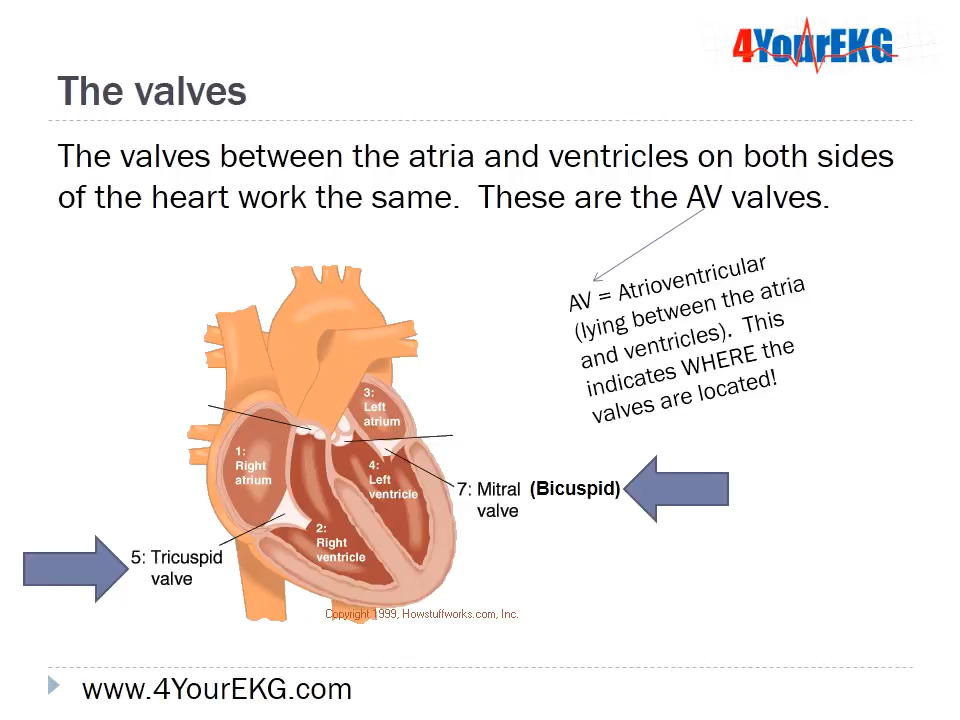 4YourEKG
The valves
The valves between the atria and ventricles on both sides
of the heart work the same.  These are the AV valves.
AV = Atrioventricular
(lying between the atria
and ventricles).  This
indicates WHERE the
valves are located!
3:
Left
atrium
1:
Right
atrium
4:
Left
ventricle
7: Mitral (Bicuspid)
valve
2:
Right
ventricle
5: Tricuspid
valve
Copyright 1999, Howstuffworks.com, Inc.
www.4YourEKG.com